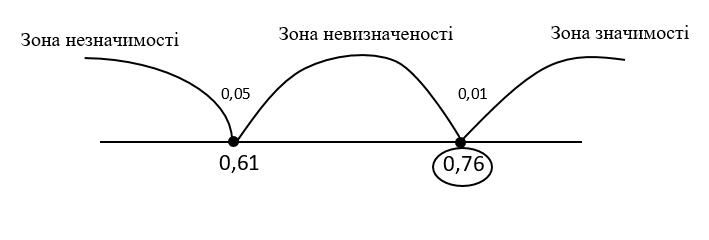 Зона незначимості
Зона невизначеності
Зона значимості
0,05
0,01
0,61
0,76